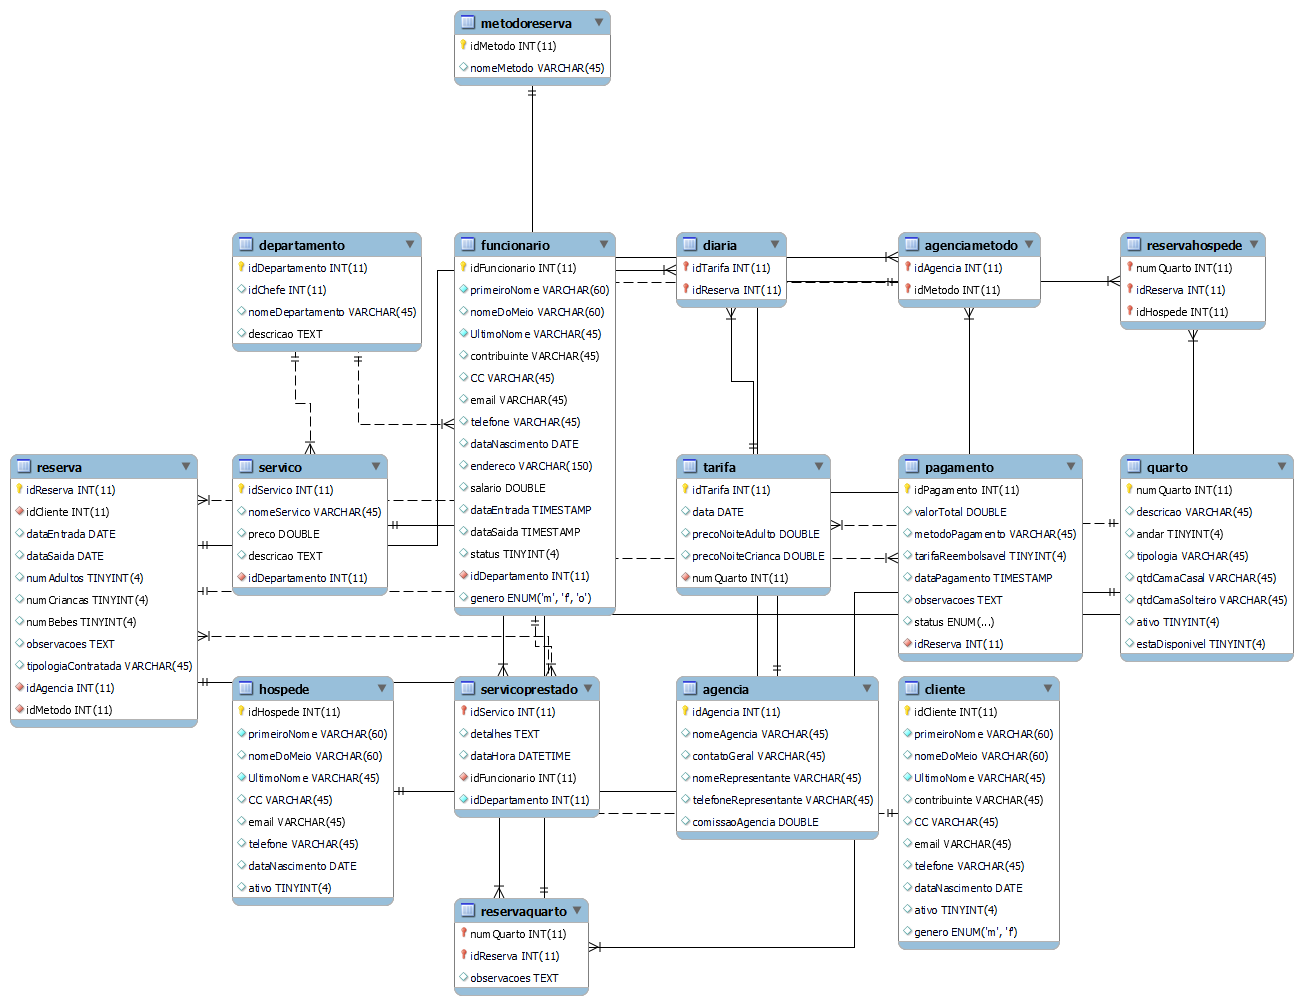 metodoreserva
idMetodo INT(11)
nomeMetodo VARCHAR(45)
departamento
idDepartamento INT(11)
idChefe INT(11)
nomeDepartamento VARCHAR(45)
descricao TEXT
funcionario
idFuncionario INT(11)
primeiroNome VARCHAR(60)
nomeDoMeio VARCHAR(60)
UltimoNome VARCHAR(45)
contribuinte VARCHAR(45)
CC VARCHAR(45)
email VARCHAR(45)
telefone VARCHAR(45)
dataNascimento DATE
endereco VARCHAR(150)
salario DOUBLE
dataEntrada TIMESTAMP
dataSaida TIMESTAMP
status TINYINT(4)
idDepartamento INT(11)
genero ENUM('m', 'f', 'o')
diaria
idTarifa INT(11)
idReserva INT(11)
agenciametodo
idAgencia INT(11)
idMetodo INT(11)
reservahospede
numQuarto INT(11)
idReserva INT(11)
idHospede INT(11)
reserva
idReserva INT(11)
idCliente INT(11)
dataEntrada DATE
dataSaida DATE
numAdultos TINYINT(4)
numCriancas TINYINT(4)
numBebes TINYINT(4)
observacoes TEXT
tipologiaContratada VARCHAR(45)
idAgencia INT(11)
idMetodo INT(11)
servico
idServico INT(11)
nomeServico VARCHAR(45)
preco DOUBLE
descricao TEXT
idDepartamento INT(11)
tarifa
idTarifa INT(11)
data DATE
precoNoiteAdulto DOUBLE
precoNoiteCrianca DOUBLE
numQuarto INT(11)
pagamento
idPagamento INT(11)
valorTotal DOUBLE
metodoPagamento VARCHAR(45)
tarifaReembolsavel TINYINT(4)
dataPagamento TIMESTAMP
observacoes TEXT
status ENUM(...)
idReserva INT(11)
quarto
numQuarto INT(11)
descricao VARCHAR(45)
andar TINYINT(4)
tipologia VARCHAR(45)
qtdCamaCasal VARCHAR(45)
qtdCamaSolteiro VARCHAR(45)
ativo TINYINT(4)
estaDisponivel TINYINT(4)
hospede
idHospede INT(11)
primeiroNome VARCHAR(60)
nomeDoMeio VARCHAR(60)
UltimoNome VARCHAR(45)
CC VARCHAR(45)
email VARCHAR(45)
telefone VARCHAR(45)
dataNascimento DATE
ativo TINYINT(4)
servicoprestado
idServico INT(11)
detalhes TEXT
dataHora DATETIME
idFuncionario INT(11)
idDepartamento INT(11)
agencia
idAgencia INT(11)
nomeAgencia VARCHAR(45)
contatoGeral VARCHAR(45)
nomeRepresentante VARCHAR(45)
telefoneRepresentante VARCHAR(45)
comissaoAgencia DOUBLE
cliente
idCliente INT(11)
primeiroNome VARCHAR(60)
nomeDoMeio VARCHAR(60)
UltimoNome VARCHAR(45)
contribuinte VARCHAR(45)
CC VARCHAR(45)
email VARCHAR(45)
telefone VARCHAR(45)
dataNascimento DATE
ativo TINYINT(4)
genero ENUM('m', 'f')
reservaquarto
numQuarto INT(11)
idReserva INT(11)
observacoes TEXT